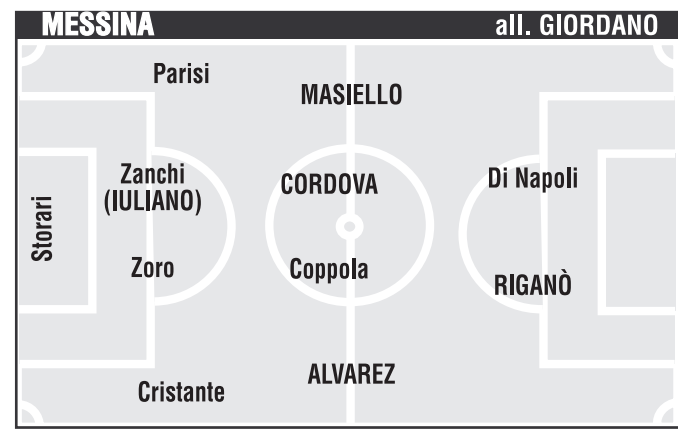 MESSINA all. GIORDANO
Parisi
MASIELLO
Zanchi
(IULIANO)
CORDOVA
Di Napoli
Storari
Zoro
Coppola
RIGANÒ
ALVAREZ
Cristante